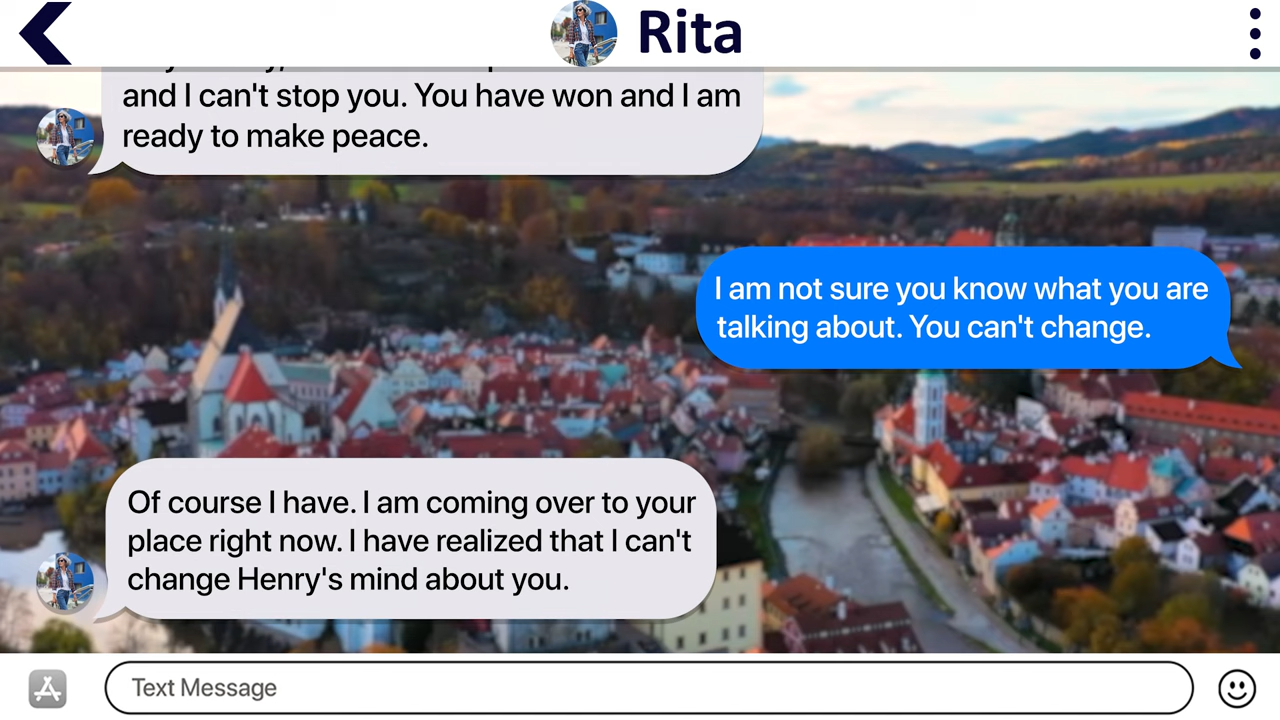 Rita
and I can't stop you. You have won and I am
ready to make peace.
I am not sure you know what you are
talking about. You can't change.
Of course I have. I am coming over to your
place right now. I have realized that I can't
change Henry's mind about you.
Text Message